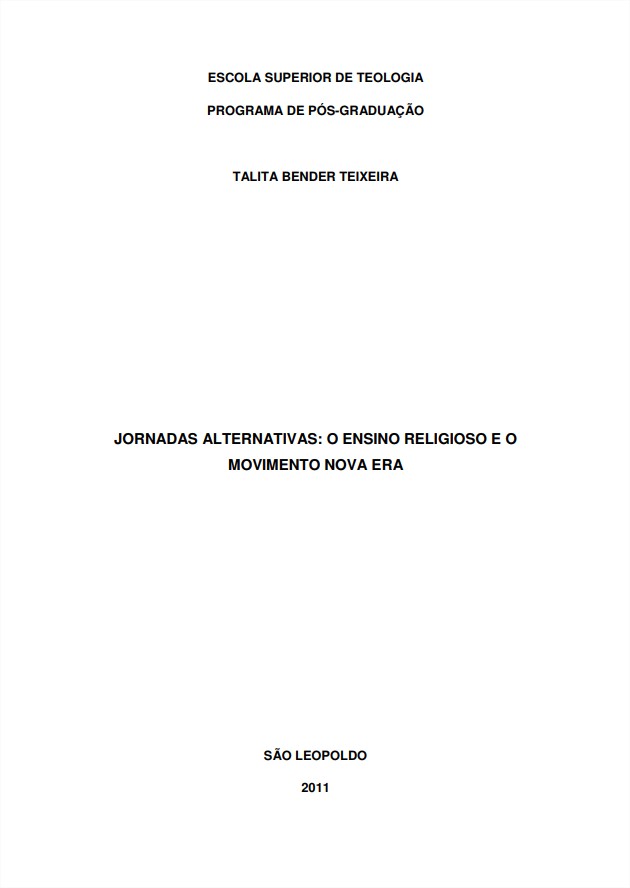 ESCOLA SUPERIOR DE TEOLOGIA
PROGRAMA DE PÓS-GRADUAÇÃO
TALITA BENDER TEIXEIRA
JORNADAS ALTERNATIVAS: O ENSINO RELIGIOSO E O
MOVIMENTO NOVA ERA
SÃO LEOPOLDO
2011